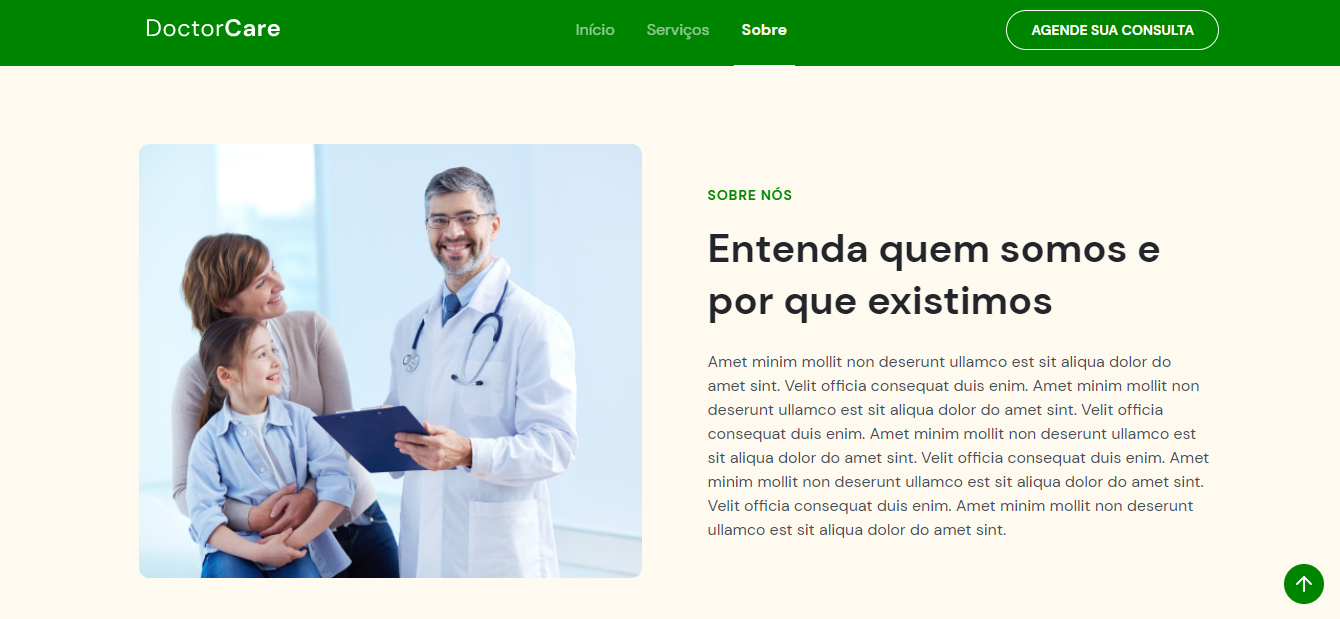 DoctorCare
Início Serviços Sobre
AGENDE SUA CONSULTA
SOBRE NÓS
Entenda quem somos e
por que existimos
Amet minim mollit non deserunt ullamco est sit aliqua dolor do
amet sint. Velit officia consequat duis enim. Amet minim mollit non
deserunt ullamco est sit aliqua dolor do amet sint. Velit officia
consequat duis enim. Amet minim mollit non deserunt ullamco est
sit aliqua dolor do amet sint. Velit officia consequat duis enim. Amet
minim mollit non deserunt ullamco est sit aliqua dolor do amet sint.
Velit officia consequat duis enim. Amet minim mollit non deserunt
ullamco est sit aliqua dolor do amet sint.